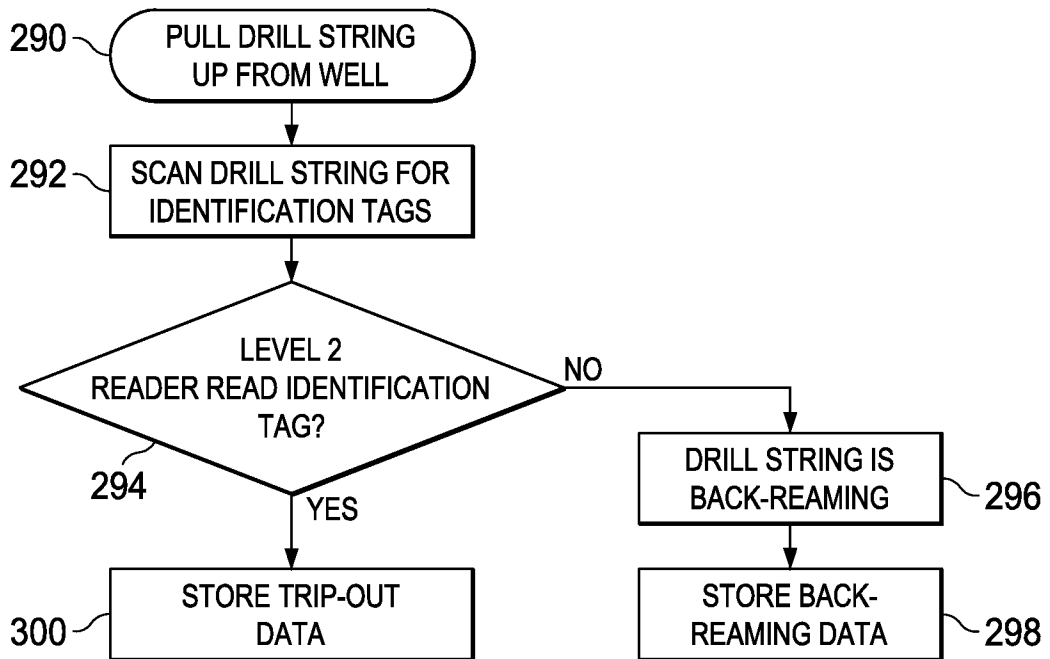 290
PULL DRILL STRING
UP FROM WELL
292
SCAN DRILL STRING FOR
IDENTIFICATION TAGS
LEVEL 2
READER READ IDENTIFICATION
TAG?
294
NO
YES
DRILL STRING IS
BACK-REAMING
296
300
STORE TRIP-OUT
DATA
STORE BACK-
REAMING DATA
298